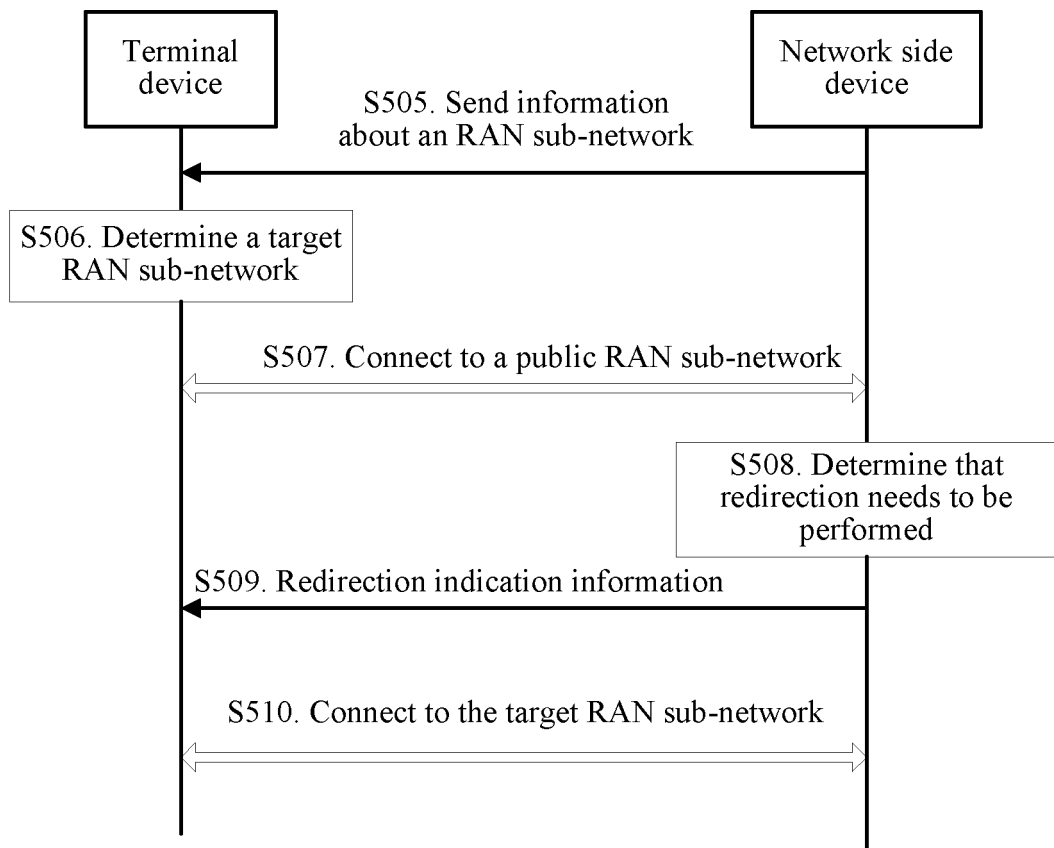 Terminal
device
Network side
device
S505. Send information
about an RAN sub-network
S506. Determine a target
RAN sub-network
S507. Connect to a public RAN sub-network
S508. Determine that
redirection needs to be
performed
S509. Redirection indication information
S510. Connect to the target RAN sub-network